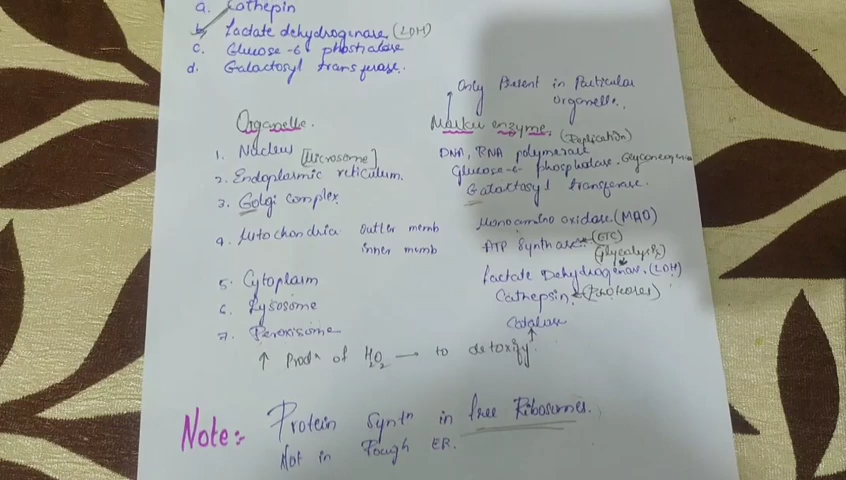 a. Cathepin
b. Lactate dehydrogenase (LDH)
c. Glucose-6 phosphatase
d. Galactosyl transferase.
Only Present in Particular
organelle.
Organelle. Marker enzyme.
(Replication)
1. Nucleus DNA, RNA polymerase
[Microsome]
2. Endoplasmic reticulum. Glucose-6 phosphatase.
3. Golgi complex Galactosyl transferase.
4. Mitochondria outter memb Monoamino oxidase. (MAO)
inner memb ATP Synthase (ETC)
(Glycolysis)
5. Cytoplasm Lactate Dehydrogenase. (LDH)
6. Lysosome Cathepsin.
7. Peroxisome Catalase
↑ Prodn of H2O2 → to detoxify
Note:- Protein Syntn in free Ribosomes.
Not in Rough ER.